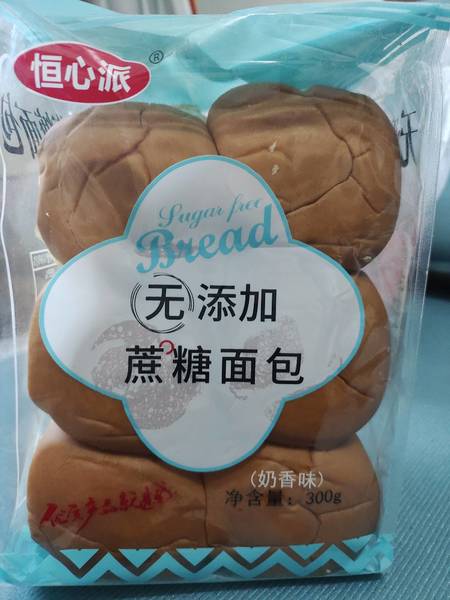 恒心派®
Sugar free
Bread
无添加
蔗糖面包
(奶香味)
净含量：300g